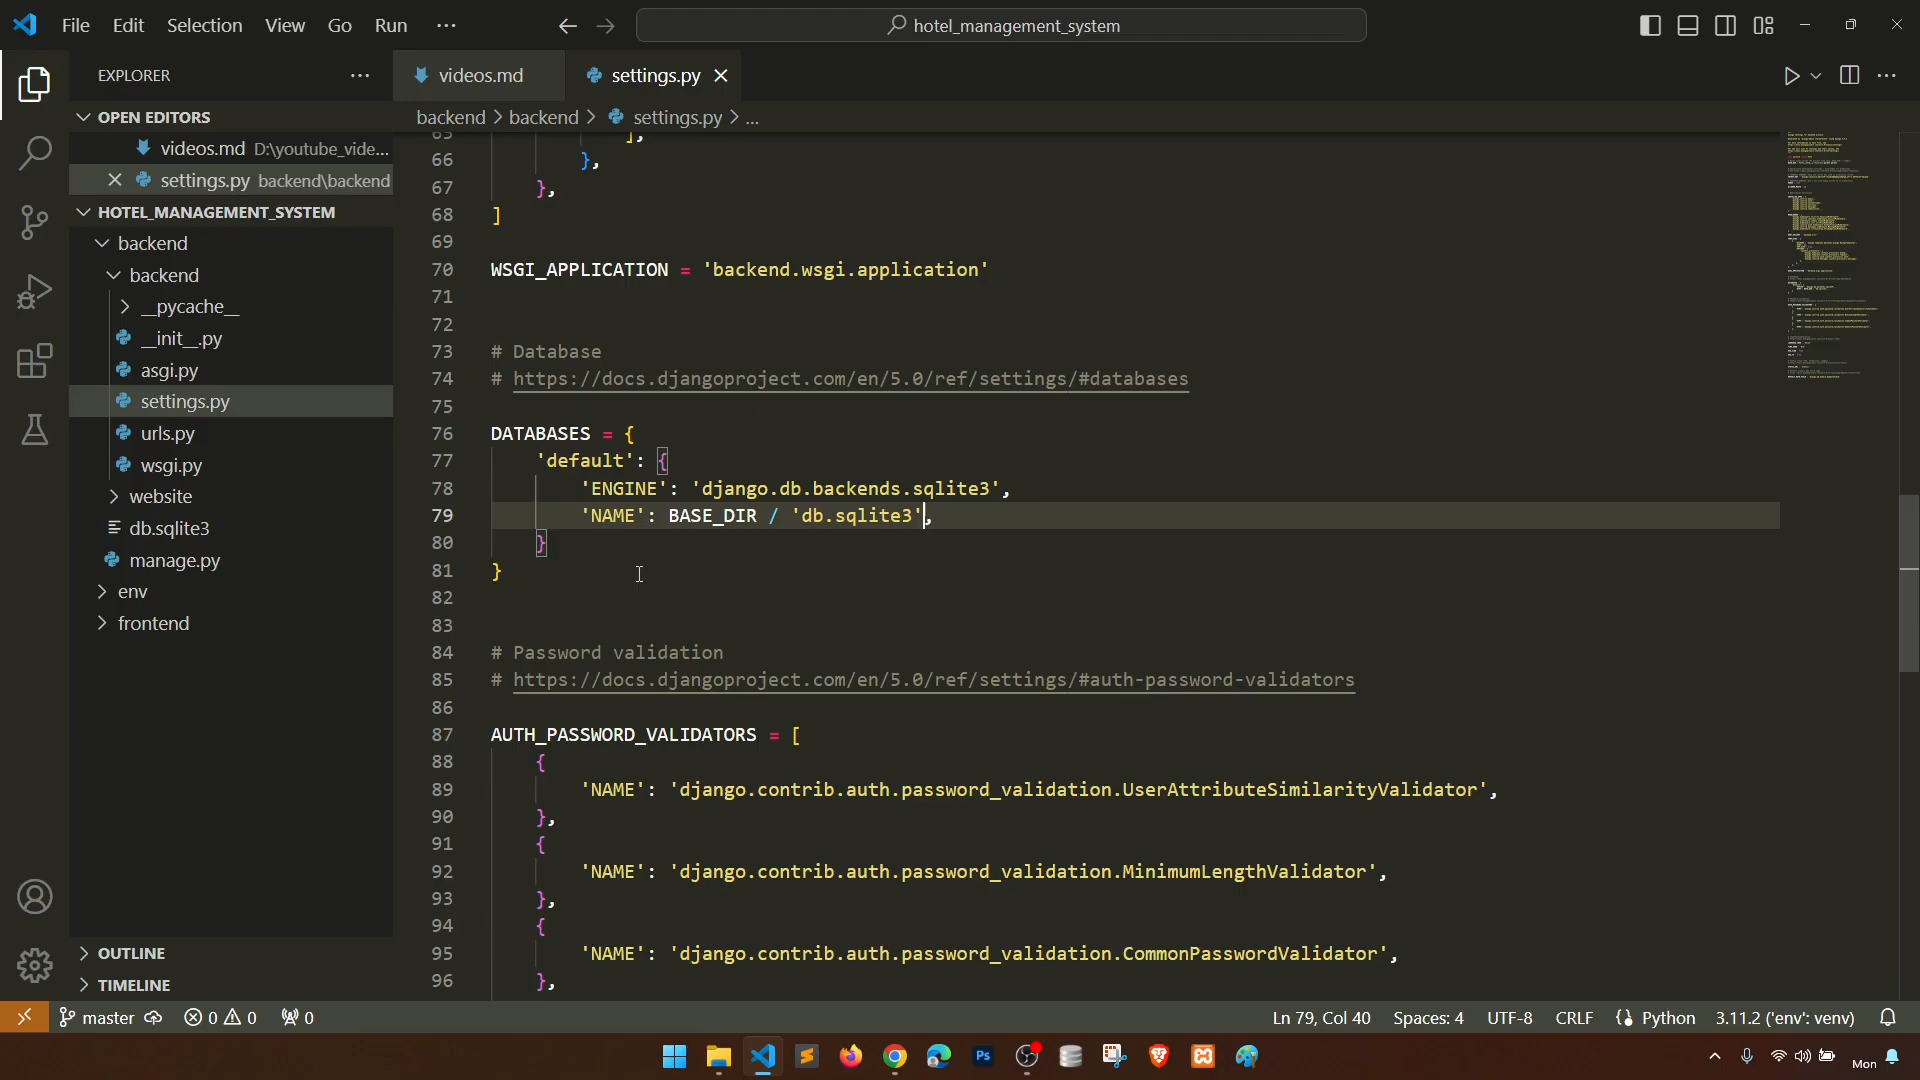 File Edit Selection View Go Run ···
hotel_management_system
EXPLORER
videos.md
settings.py
OPEN EDITORS
videos.md D:\youtube_vide...
settings.py backend\backend
HOTEL_MANAGEMENT_SYSTEM
backend
backend
__pycache__
__init__.py
asgi.py
settings.py
urls.py
wsgi.py
website
db.sqlite3
manage.py
env
frontend
OUTLINE
TIMELINE
backend > backend > settings.py > ...
65 ],
66 },
67 },
68 ]
69
70 WSGI_APPLICATION = 'backend.wsgi.application'
71
72
73 # Database
74 # https://docs.djangoproject.com/en/5.0/ref/settings/#databases
75
76 DATABASES = {
77 'default': {
78 'ENGINE': 'django.db.backends.sqlite3',
79 'NAME': BASE_DIR / 'db.sqlite3',
80 }
81 }
82
83
84 # Password validation
85 # https://docs.djangoproject.com/en/5.0/ref/settings/#auth-password-validators
86
87 AUTH_PASSWORD_VALIDATORS = [
88 {
89 'NAME': 'django.contrib.auth.password_validation.UserAttributeSimilarityValidator',
90 },
91 {
92 'NAME': 'django.contrib.auth.password_validation.MinimumLengthValidator',
93 },
94 {
95 'NAME': 'django.contrib.auth.password_validation.CommonPasswordValidator',
96 },
master 0 0 0
Ln 79, Col 40 Spaces: 4 UTF-8 CRLF Python 3.11.2 ('env': venv)
Ps
Mon